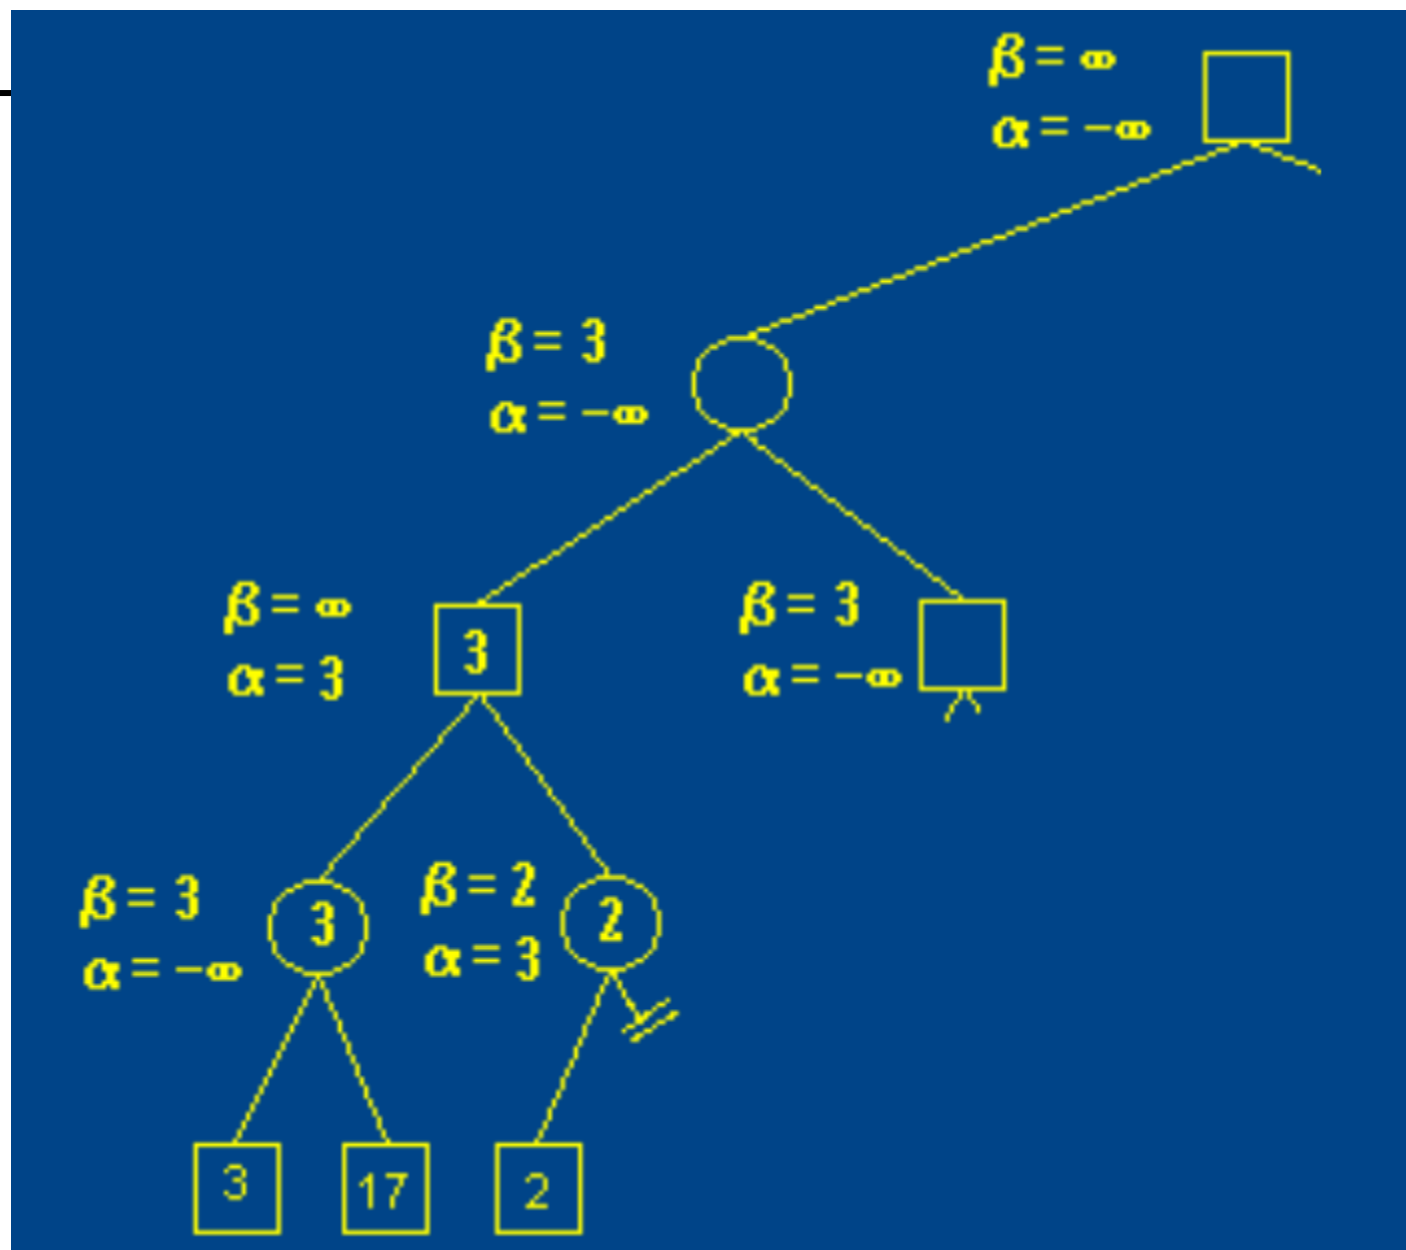 β = ∞
α = -∞
β = 3
α = -∞
β = ∞
α = 3
3
β = 3
α = -∞
β = 3
α = -∞
3
β = 2
α = 3
2
3
17
2